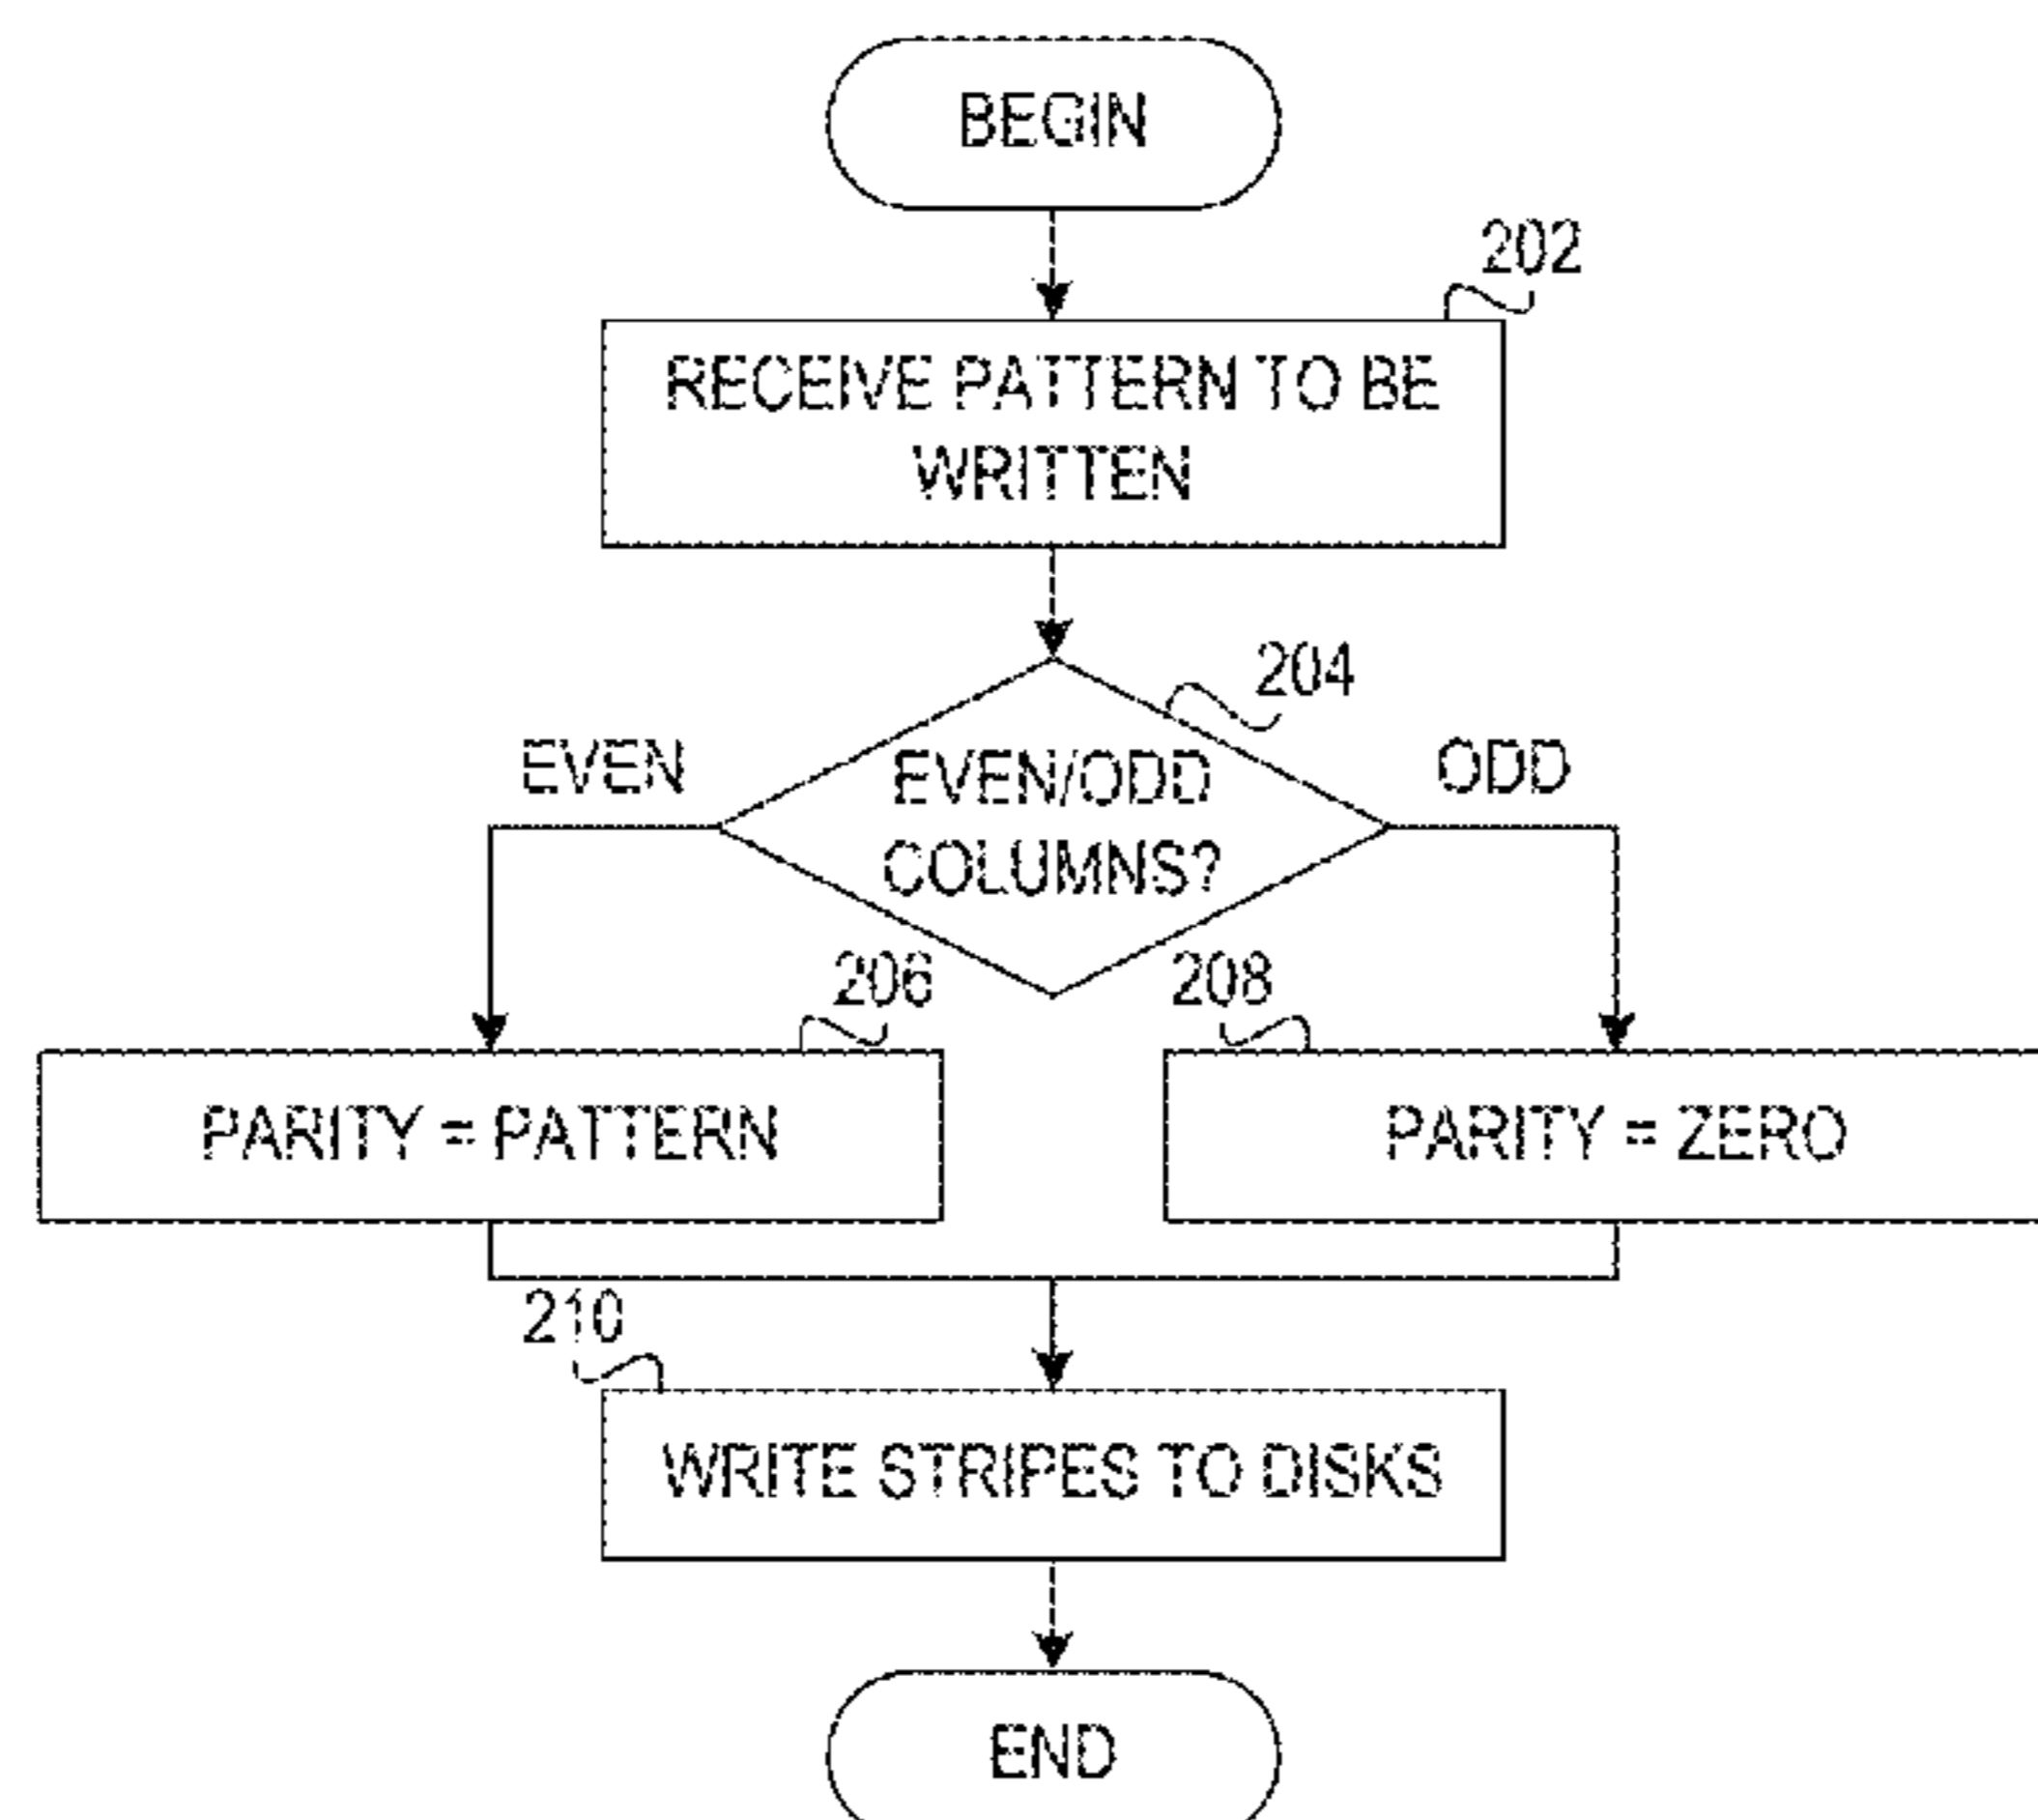 BEGIN
202
RECEIVE PATTERN TO BE
WRITTEN
204
EVEN
EVEN/ODD
COLUMNS?
ODD
206
208
PARITY = PATTERN
PARITY = ZERO
210
WRITE STRIPES TO DISKS
END